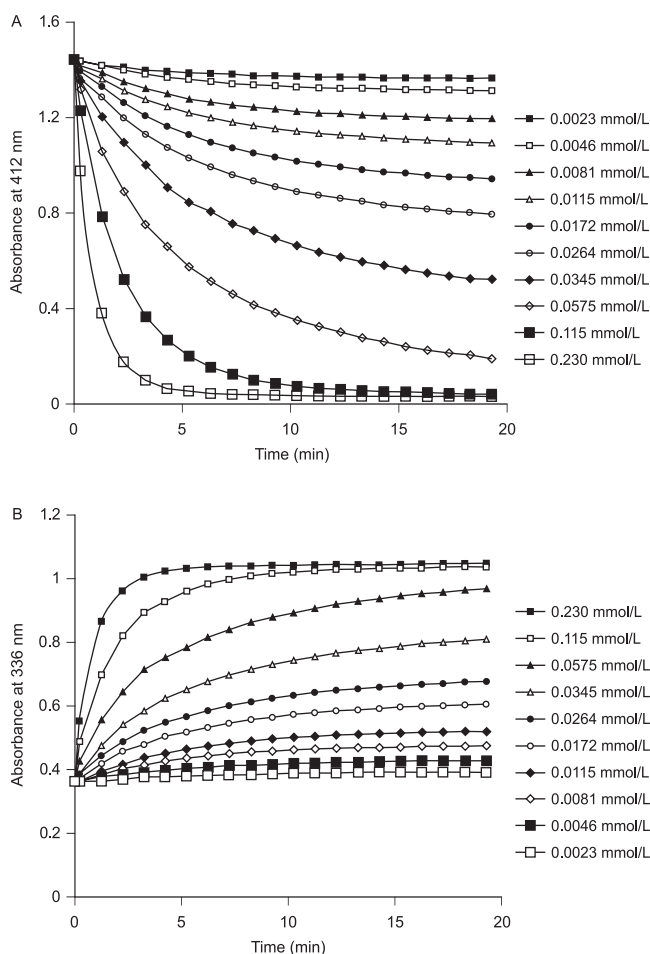 A
1.6
1.2
0.8
0.4
0
Absorbance at 412 nm
0 5 10 15 20
Time (min)
0.0023 mmol/L
0.0046 mmol/L
0.0081 mmol/L
0.0115 mmol/L
0.0172 mmol/L
0.0264 mmol/L
0.0345 mmol/L
0.0575 mmol/L
0.115 mmol/L
0.230 mmol/L
B
1.2
1
0.8
0.6
0.4
0.2
0
Absorbance at 336 nm
0 5 10 15 20
Time (min)
0.230 mmol/L
0.115 mmol/L
0.0575 mmol/L
0.0345 mmol/L
0.0264 mmol/L
0.0172 mmol/L
0.0115 mmol/L
0.0081 mmol/L
0.0046 mmol/L
0.0023 mmol/L